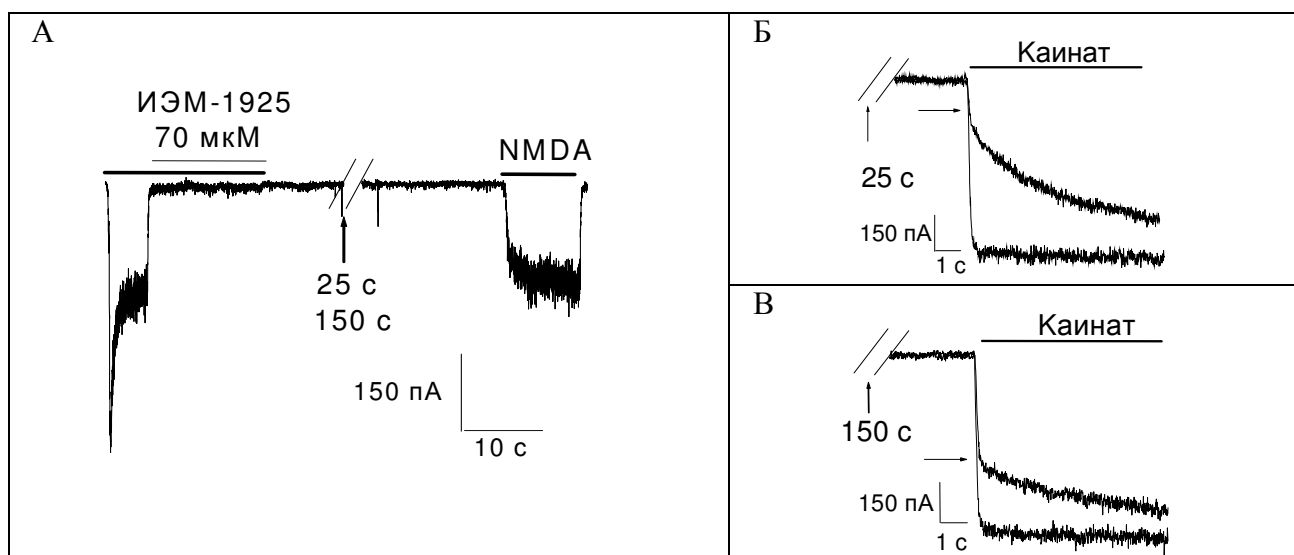 А
ИЭМ-1925
70 мкМ
NMDA
25 с
150 с
150 пА
10 с
Б
Каинат
25 с
150 пА
1 с
В
Каинат
150 с
150 пА
1 с